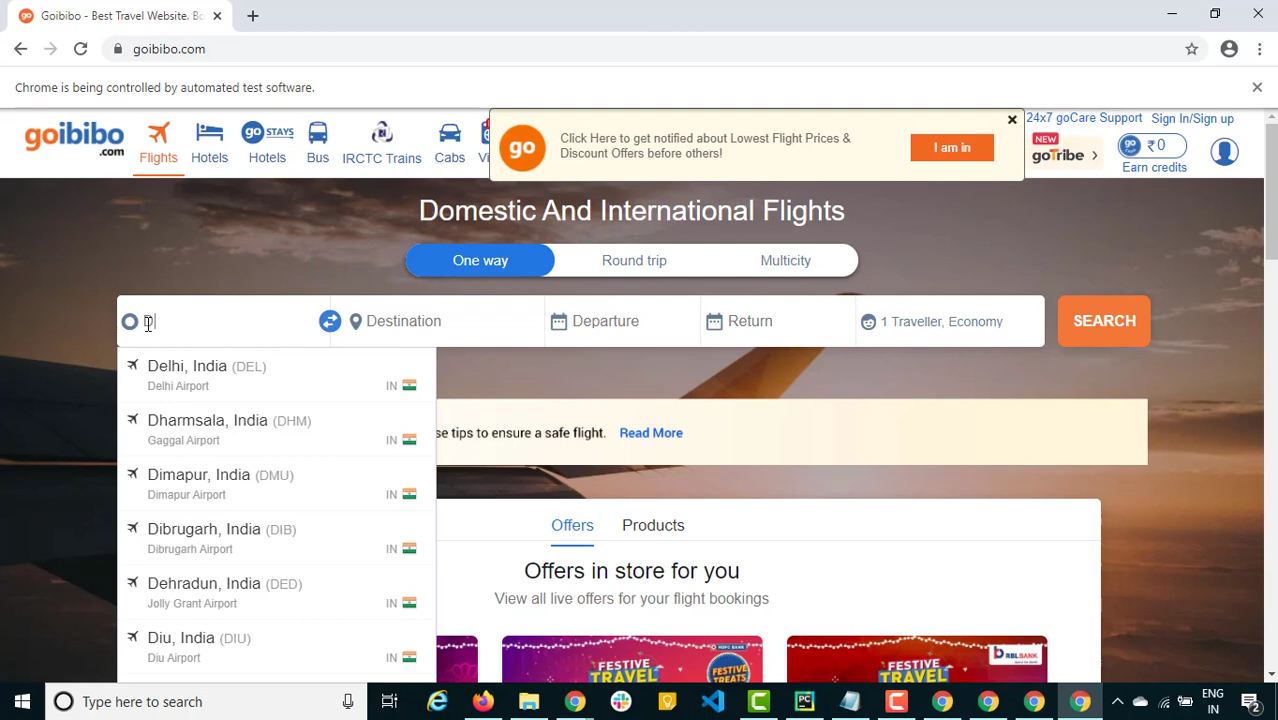 Goibibo - Best Travel Website. Bo
goibibo.com
Chrome is being controlled by automated test software.
goibibo
.com
Flights
Hotels
go STAYS
Hotels
Bus
IRCTC Trains
Cabs
Vi
go
Click Here to get notified about Lowest Flight Prices &
Discount Offers before others!
I am in
24x7 goCare Support
Sign In/Sign up
NEW
goTribe
go
₹ 0
Earn credits
Domestic And International Flights
One way
Round trip
Multicity
D
Destination
Departure
Return
1 Traveller, Economy
SEARCH
Delhi, India (DEL)
Delhi Airport
IN
Dharmsala, India (DHM)
Gaggal Airport
IN
Dimapur, India (DMU)
Dimapur Airport
IN
Dibrugarh, India (DIB)
Dibrugarh Airport
IN
Dehradun, India (DED)
Jolly Grant Airport
IN
Diu, India (DIU)
Diu Airport
IN
se tips to ensure a safe flight. Read More
Offers
Products
Offers in store for you
View all live offers for your flight bookings
HDFC BANK
FESTIVE
TRAVEL
FESTIVE
TREATS
RBLBANK
FESTIVE
TRAVEL
Type here to search
ENG
IN
2